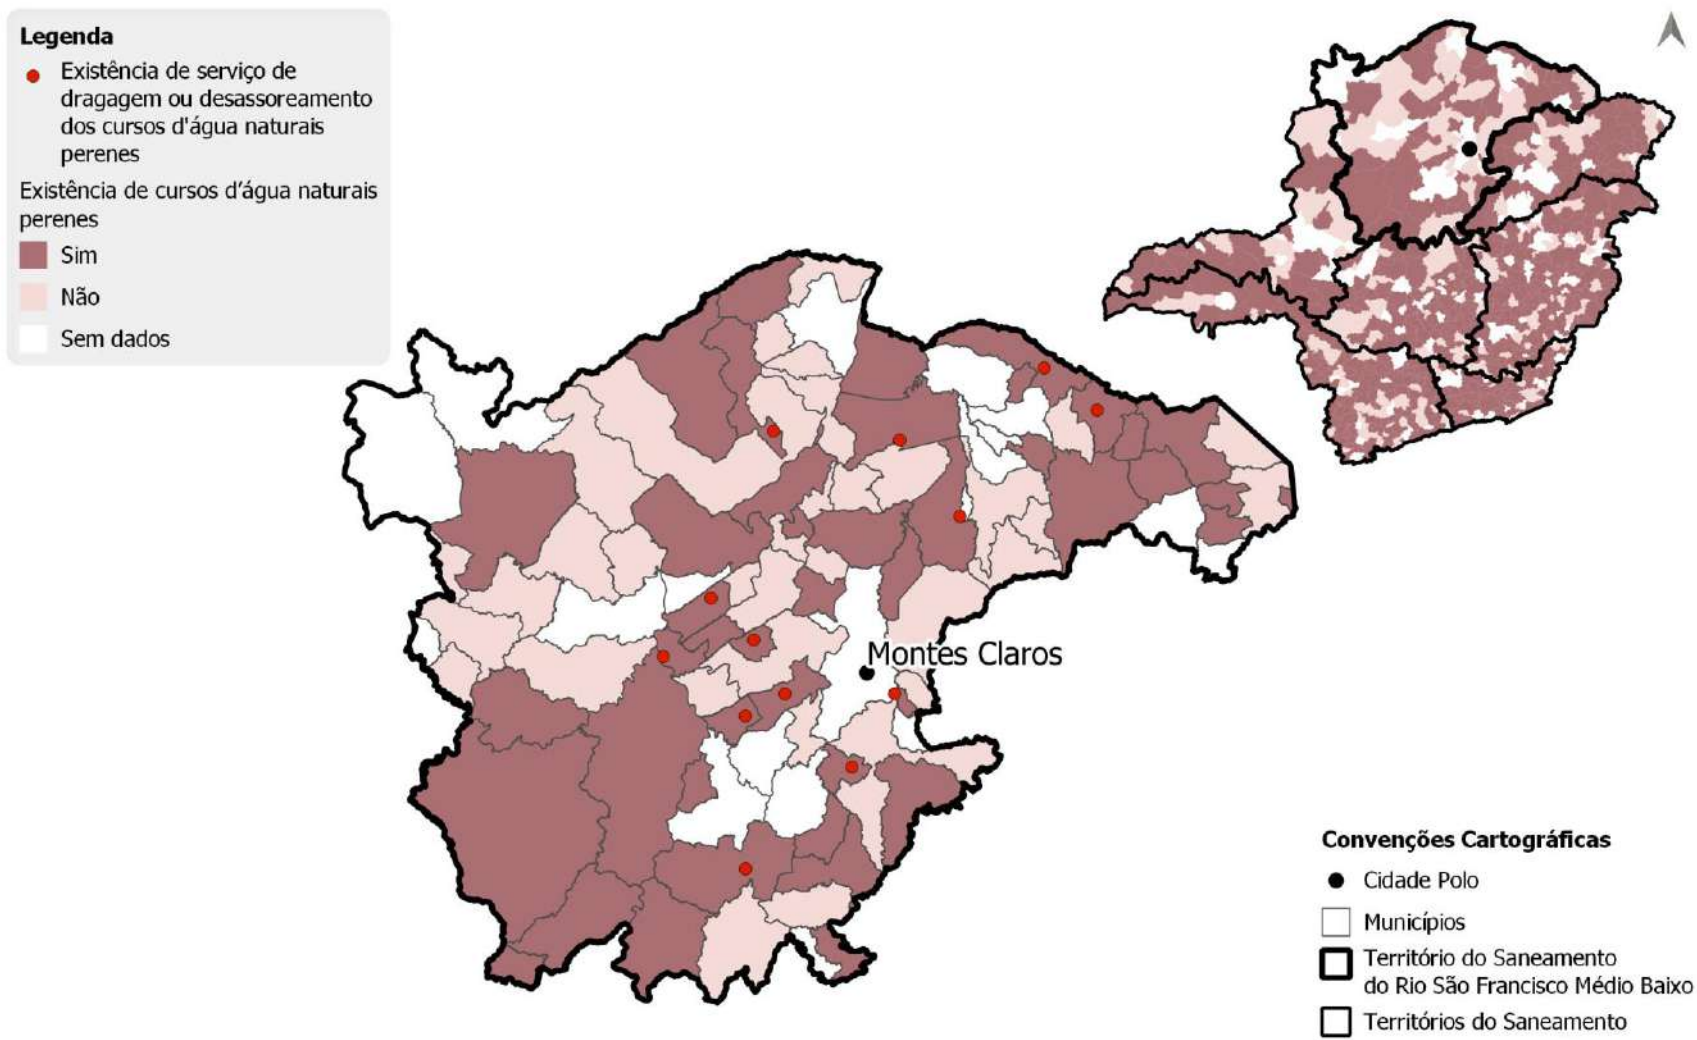 Legenda
Existência de serviço de
dragagem ou desassoreamento
dos cursos d'água naturais
perenes
Existência de cursos d’água naturais
perenes
Sim
Não
Sem dados
Montes Claros
Convenções Cartográficas
Cidade Polo
Municípios
Território do Saneamento
do Rio São Francisco Médio Baixo
Territórios do Saneamento